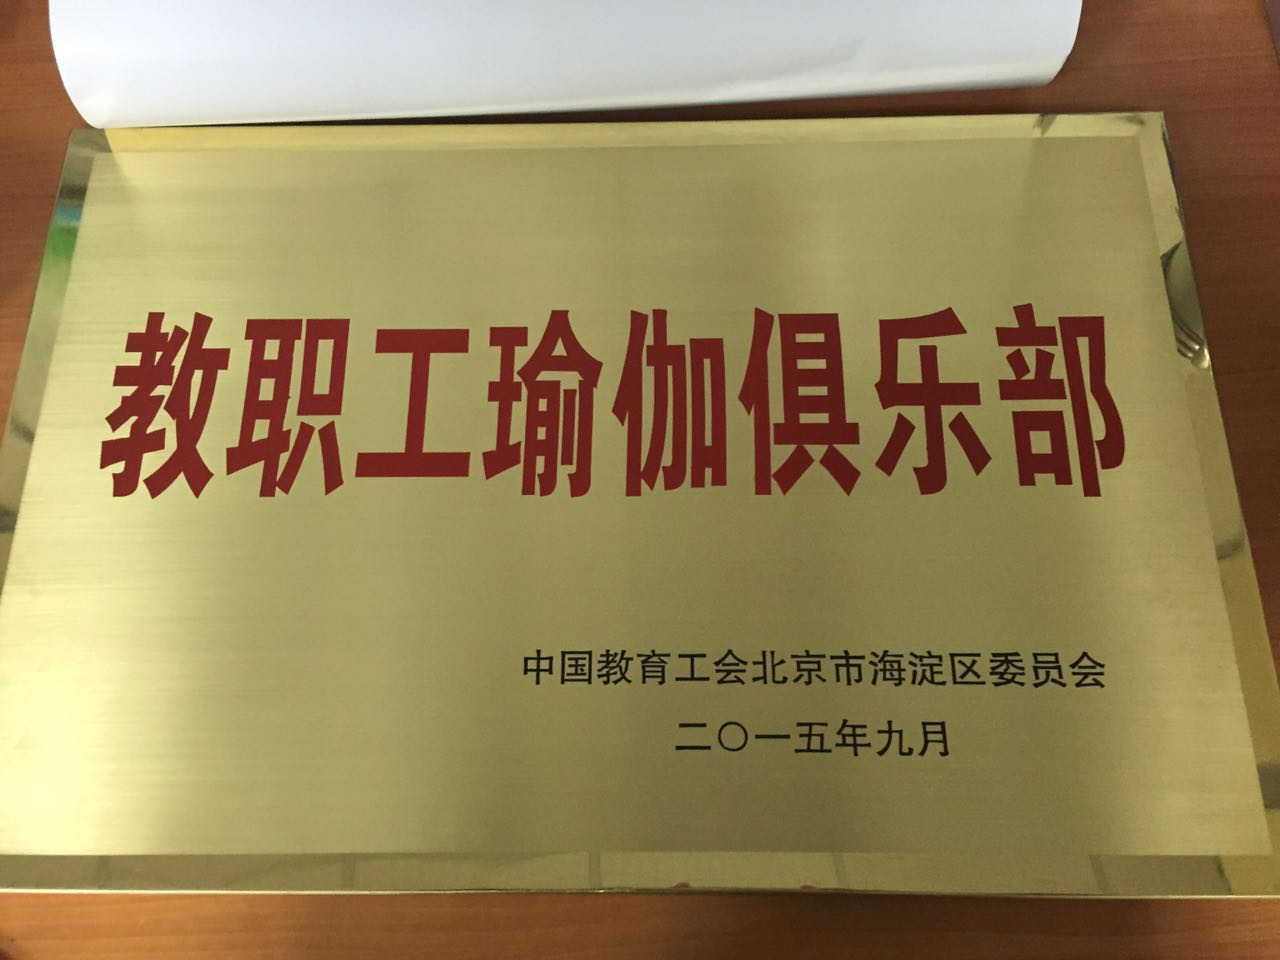 教职工瑜伽俱乐部
中国教育工会北京市海淀区委员会
二〇一五年九月